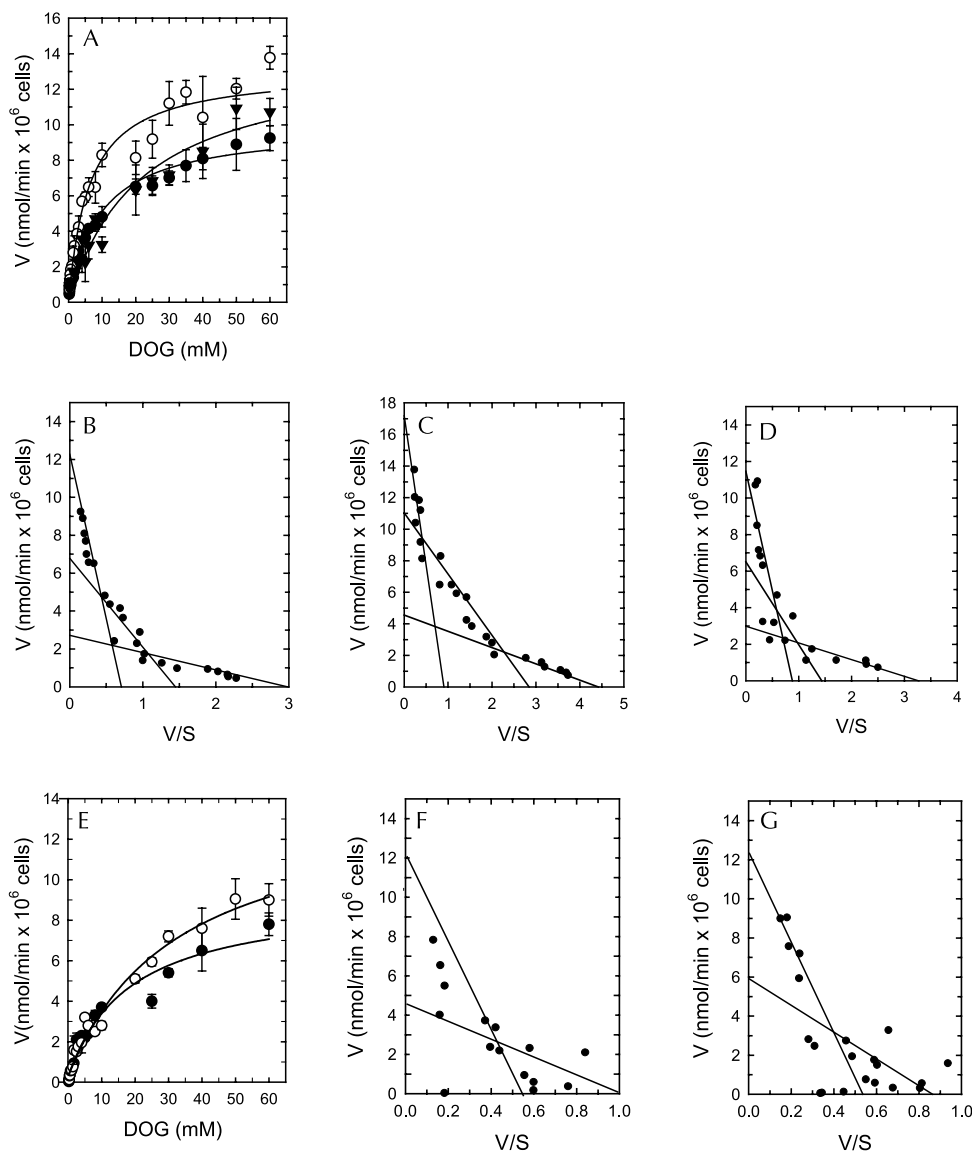 A
V (nmol/min x 10⁶ cells)
16
14
12
10
8
6
4
2
0
0 10 20 30 40 50 60
DOG (mM)
B
V (nmol/min x 10⁶ cells)
14
12
10
8
6
4
2
0
0 1 2 3
V/S
C
V (nmol/min x 10⁶ cells)
18
16
14
12
10
8
6
4
2
0
0 1 2 3 4 5
V/S
D
V (nmol/min x 10⁶ cells)
14
12
10
8
6
4
2
0
0 1 2 3 4
V/S
E
V(nmol/min x 10⁶ cells)
14
12
10
8
6
4
2
0
0 10 20 30 40 50 60
DOG (mM)
F
V (nmol/min x 10⁶ cells)
14
12
10
8
6
4
2
0
0.0 0.2 0.4 0.6 0.8 1.0
V/S
G
V (nmol/min x 10⁶ cells)
14
12
10
8
6
4
2
0
0.0 0.2 0.4 0.6 0.8 1.0
V/S